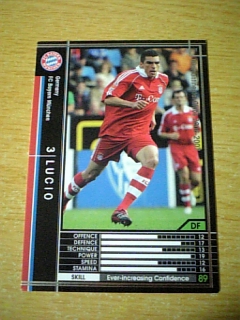 Germany
FC Bayern München
3 LUCIO
T
DF
OFFENCE 12
DEFENCE 17
TECHNIQUE 13
POWER 19
SPEED 12
STAMINA 16
SKILL Ever-Increasing Confidence 89